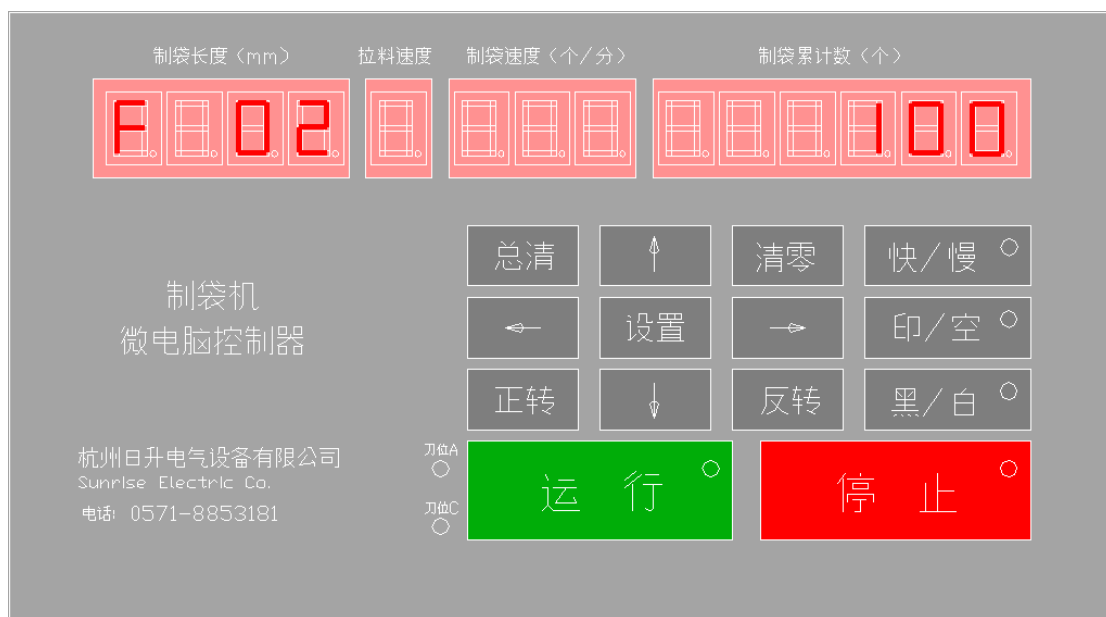 制袋长度（mm） 拉料速度 制袋速度（个/分） 制袋累计数（个）
F 02 100
总清 ↑ 清零 快/慢
← 设置 → 印/空
正转 ↓ 反转 黑/白
制袋机
微电脑控制器
杭州日升电气设备有限公司
Sunrise Electric Co.
电话: 0571-8853181
刀位A
刀位C
运 行 停 止